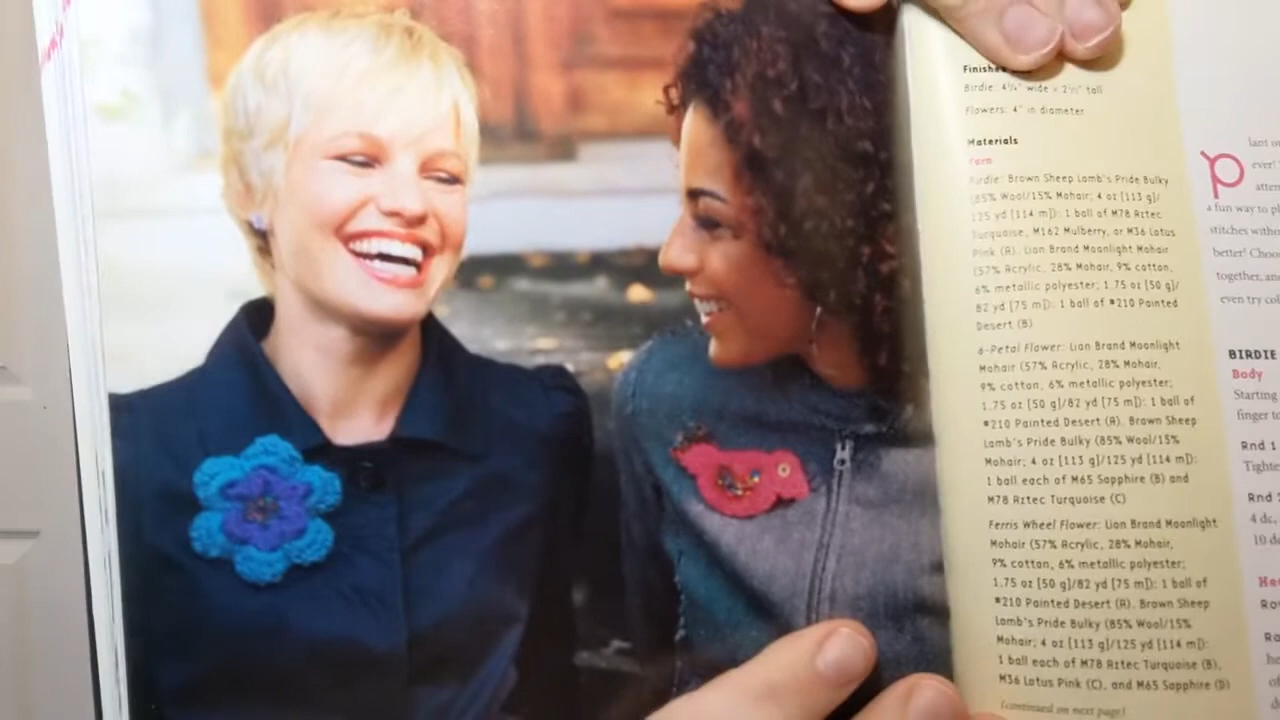 Finished
Birdie: 4¼" wide × 2½" tall
Flowers: 4" in diameter
Materials
Yarn
Birdie: Brown Sheep Lamb's Pride Bulky
(85% Wool/15% Mohair; 4 oz [113 g]/
125 yd [114 m]): 1 ball of M78 Aztec
Turquoise, M162 Mulberry, or M36 Lotus
Pink (A). Lion Brand Moonlight Mohair
(57% Acrylic, 28% Mohair, 9% cotton,
6% metallic polyester; 1.75 oz [50 g]/
82 yd [75 m]): 1 ball of #210 Painted
Desert (B)
6-Petal Flower: Lion Brand Moonlight
Mohair (57% Acrylic, 28% Mohair,
9% cotton, 6% metallic polyester;
1.75 oz [50 g]/82 yd [75 m]): 1 ball of
#210 Painted Desert (A). Brown Sheep
Lamb's Pride Bulky (85% Wool/15%
Mohair; 4 oz [113 g]/125 yd [114 m]):
1 ball each of M65 Sapphire (B) and
M78 Aztec Turquoise (C)
Ferris Wheel Flower: Lion Brand Moonlight
Mohair (57% Acrylic, 28% Mohair,
9% cotton, 6% metallic polyester;
1.75 oz [50 g]/82 yd [75 m]): 1 ball of
#210 Painted Desert (A). Brown Sheep
Lamb's Pride Bulky (85% Wool/15%
Mohair; 4 oz [113 g]/125 yd [114 m]):
1 ball each of M78 Aztec Turquoise (B),
M36 Lotus Pink (C), and M65 Sapphire (D)
(continued on next page)
P
ever!
a fun way to
stitches
better!
together,
even try
BIRDIE
Body
Starting
finger
Rnd 1
Rnd
4 dc,
10